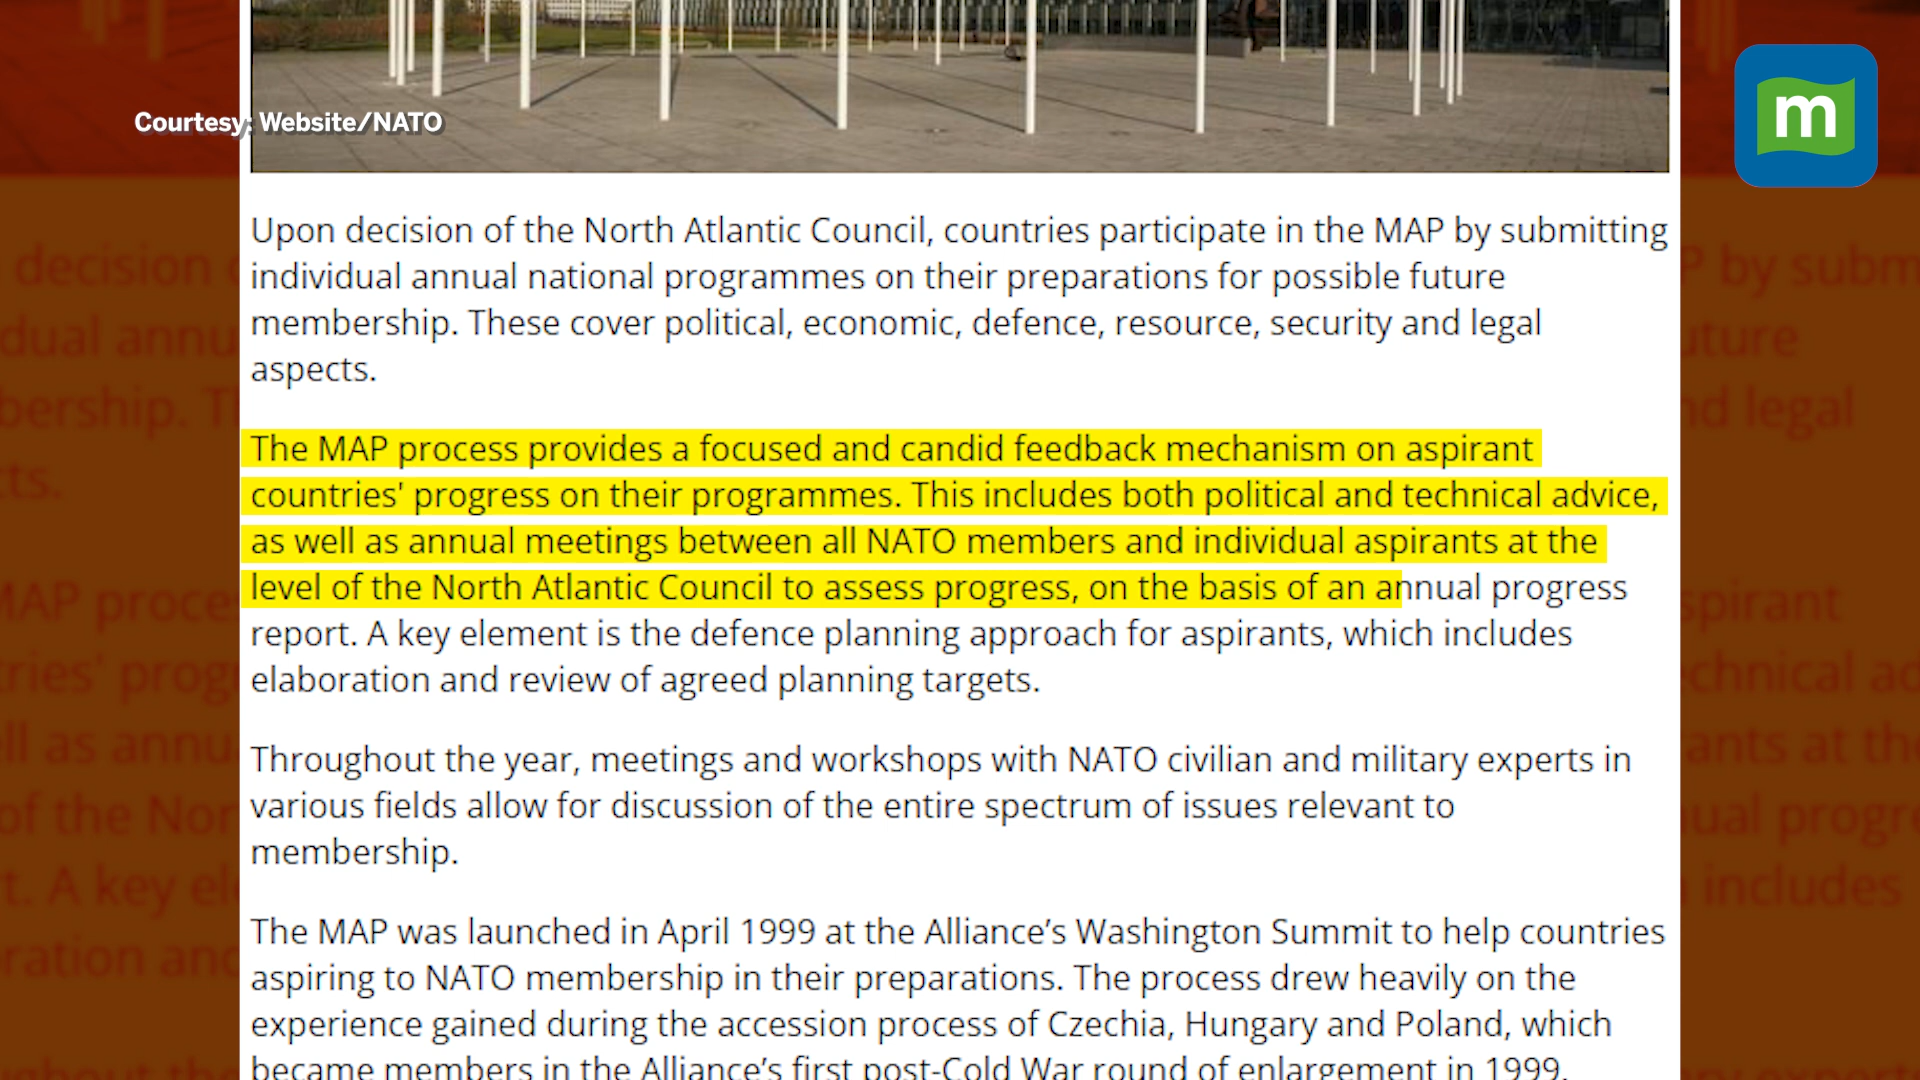 Courtesy: Website/NATO
m
Upon decision of the North Atlantic Council, countries participate in the MAP by submitting
individual annual national programmes on their preparations for possible future
membership. These cover political, economic, defence, resource, security and legal
aspects.
The MAP process provides a focused and candid feedback mechanism on aspirant
countries' progress on their programmes. This includes both political and technical advice,
as well as annual meetings between all NATO members and individual aspirants at the
level of the North Atlantic Council to assess progress, on the basis of an annual progress
report. A key element is the defence planning approach for aspirants, which includes
elaboration and review of agreed planning targets.
Throughout the year, meetings and workshops with NATO civilian and military experts in
various fields allow for discussion of the entire spectrum of issues relevant to
membership.
The MAP was launched in April 1999 at the Alliance’s Washington Summit to help countries
aspiring to NATO membership in their preparations. The process drew heavily on the
experience gained during the accession process of Czechia, Hungary and Poland, which
became members in the Alliance’s first post-Cold War round of enlargement in 1999.